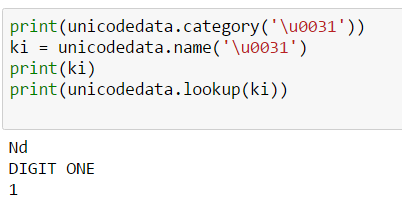 print(unicodedata.category('\u0031'))
ki = unicodedata.name('\u0031')
print(ki)
print(unicodedata.lookup(ki))
Nd
DIGIT ONE
1